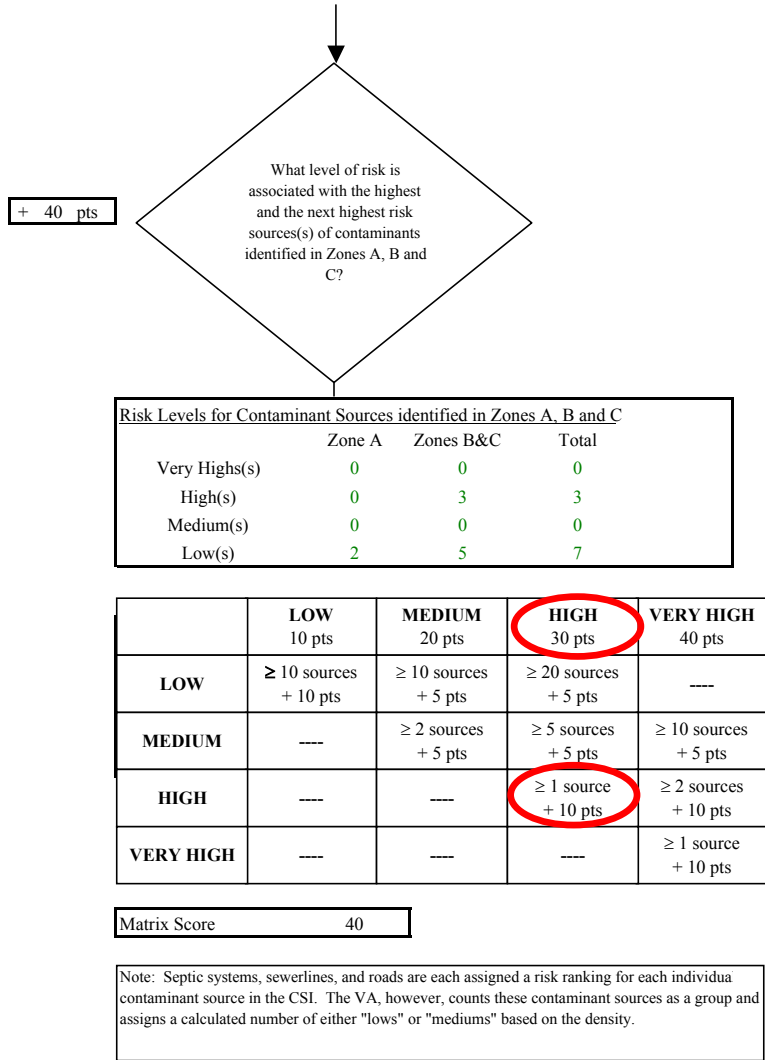 What level of risk is
associated with the highest
and the next highest risk
sources(s) of contaminants
identified in Zones A, B and
C?
+ 40 pts
Risk Levels for Contaminant Sources identified in Zones A, B and C
Zone A Zones B&C Total
Very Highs(s) 0 0 0
High(s) 0 3 3
Medium(s) 0 0 0
Low(s) 2 5 7
LOW MEDIUM HIGH VERY HIGH
10 pts 20 pts 30 pts 40 pts
LOW ≥ 10 sources ≥ 10 sources ≥ 20 sources ----
+ 10 pts + 5 pts + 5 pts
MEDIUM ---- ≥ 2 sources ≥ 5 sources ≥ 10 sources
+ 5 pts + 5 pts + 5 pts
HIGH ---- ---- ≥ 1 source ≥ 2 sources
+ 10 pts + 10 pts
VERY HIGH ---- ---- ---- ≥ 1 source
+ 10 pts
Matrix Score 40
Note: Septic systems, sewerlines, and roads are each assigned a risk ranking for each individua
contaminant source in the CSI. The VA, however, counts these contaminant sources as a group and
assigns a calculated number of either "lows" or "mediums" based on the density.